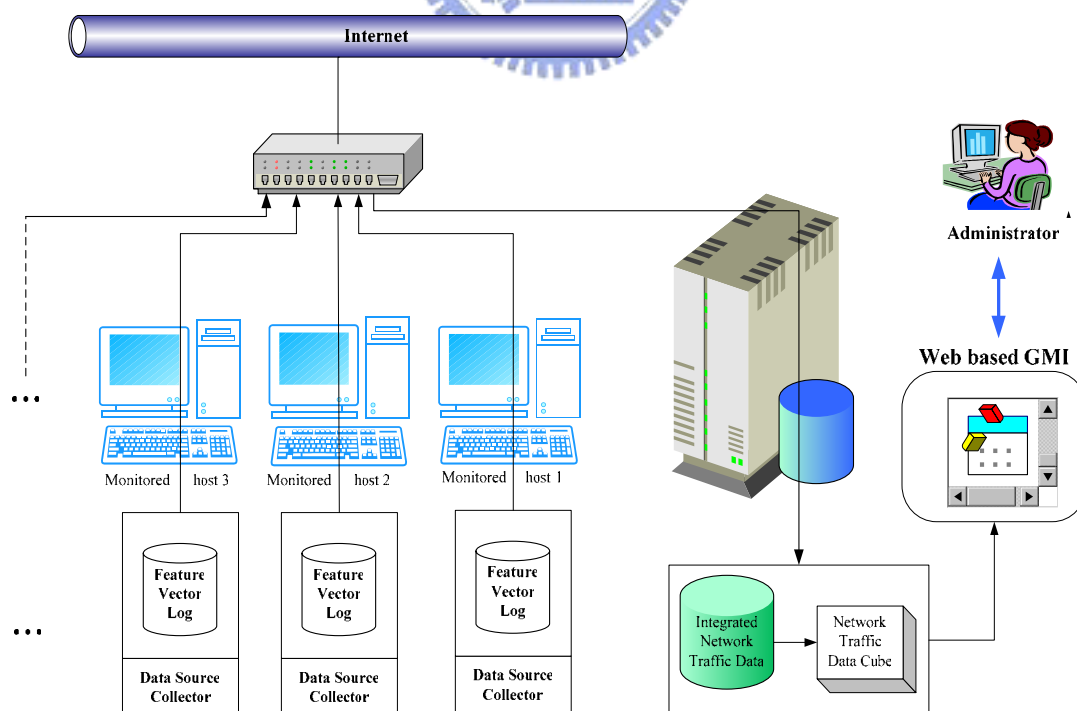 Internet
Administrator
Web based GMI
...
Monitored host 3
Monitored host 2
Monitored host 1
Feature
Vector
Log
Feature
Vector
Log
Feature
Vector
Log
...
Data Source
Collector
Data Source
Collector
Data Source
Collector
Integrated
Network
Traffic Data
Network
Traffic
Data Cube